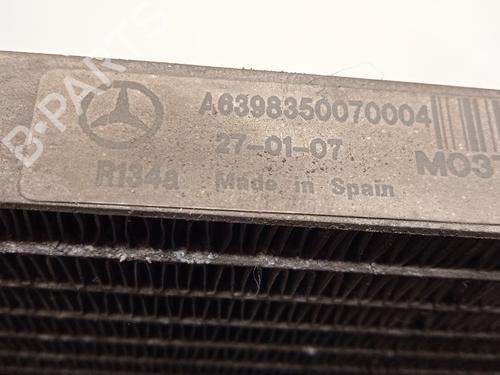 A6398350070004
27-01-07
MO3
R134a Made in Spain
B-PARTS